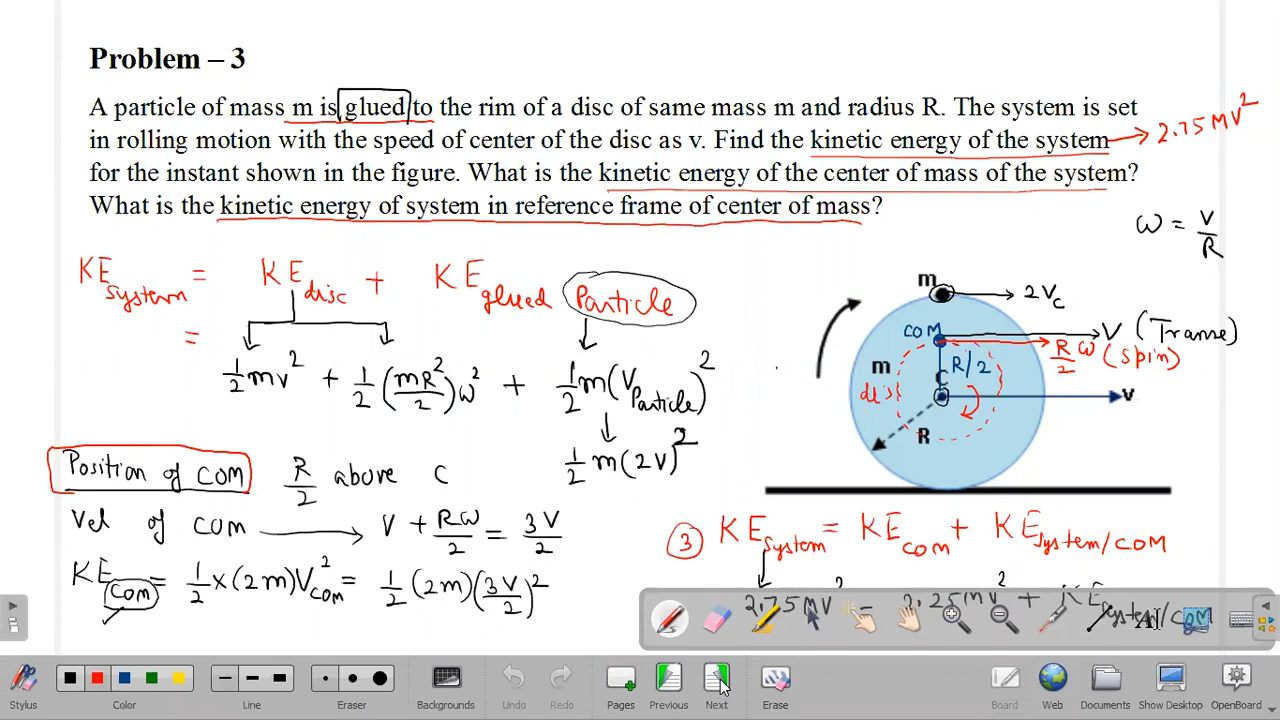 Problem – 3
A particle of mass m is glued to the rim of a disc of same mass m and radius R. The system is set
in rolling motion with the speed of center of the disc as v. Find the kinetic energy of the system → 2.75 MV²
for the instant shown in the figure. What is the kinetic energy of the center of mass of the system?
What is the kinetic energy of system in reference frame of center of mass?
ω = V/R
KE system = KE disc + KE glued Particle
= ½mv² + ½(mR²/2)ω² + ½m(V Particle)²
½m(2V)²
m
2Vc
COM
V (Transe)
R/2 ω (Spin)
m
disc
R/2
C
v
R
Position of COM R/2 above C
Vel of COM → V + Rω/2 = 3V/2
KE COM = ½ × (2m)V²COM = ½(2m)(3V/2)²
③ KE system = KE COM + KE system/COM
2.75MV² = 2.25MV² + KE system/COM
Stylus
Color
Line
Eraser
Backgrounds
Undo
Redo
Pages
Previous
Next
Erase
Board
Web
Documents
Show Desktop
OpenBoard